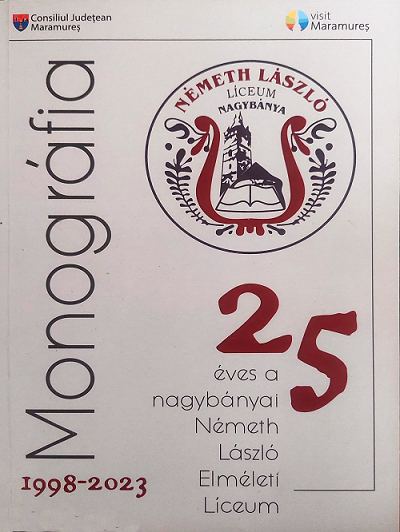 Consiliul Județean
Maramureș
visit
Maramureș
NÉMETH LÁSZLÓ
LÍCEUM
NAGYBÁNYA
Monográfia
25
éves a
nagybányai
Németh
László
Elméleti
Líceum
1998-2023